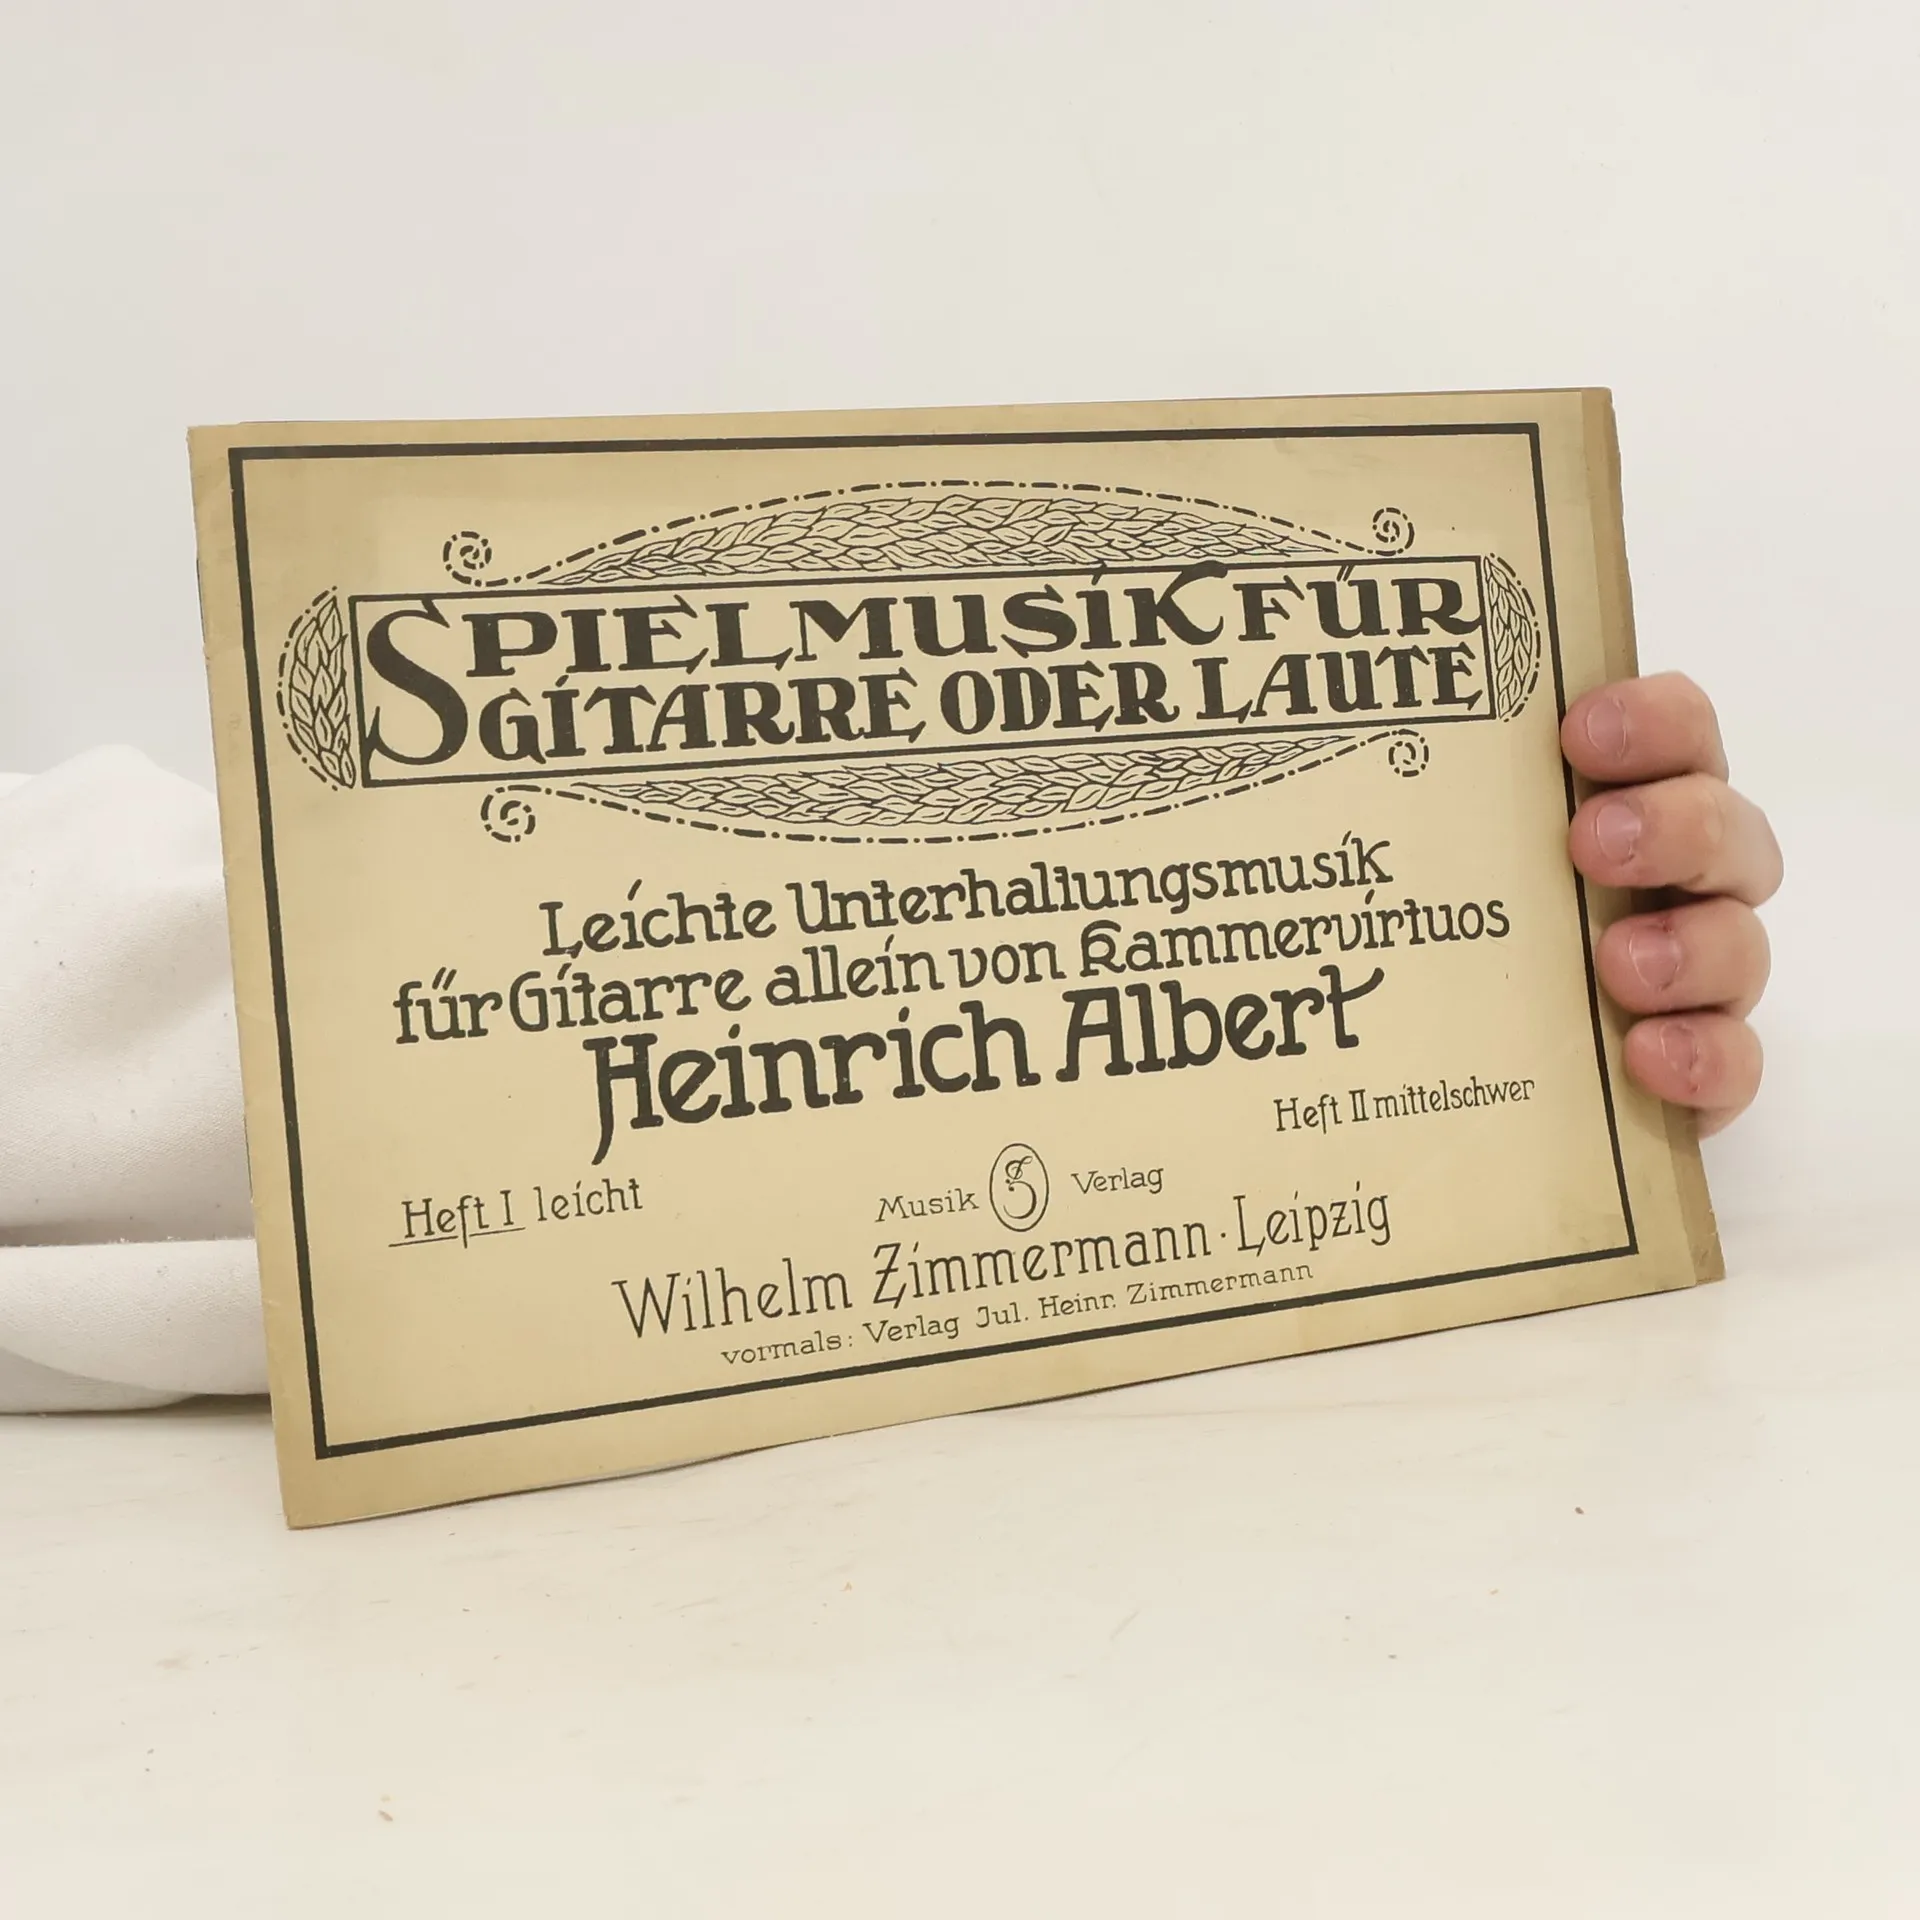 SPIELMUSIK FÜR
GITARRE ODER LAUTE
Leichte Unterhaltungsmusik
für Gitarre allein von Kammervirtuos
Heinrich Albert
Heft I leicht
Heft II mittelschwer
Musik Verlag
Wilhelm Zimmermann · Leipzig
vormals: Verlag Jul. Heinr. Zimmermann